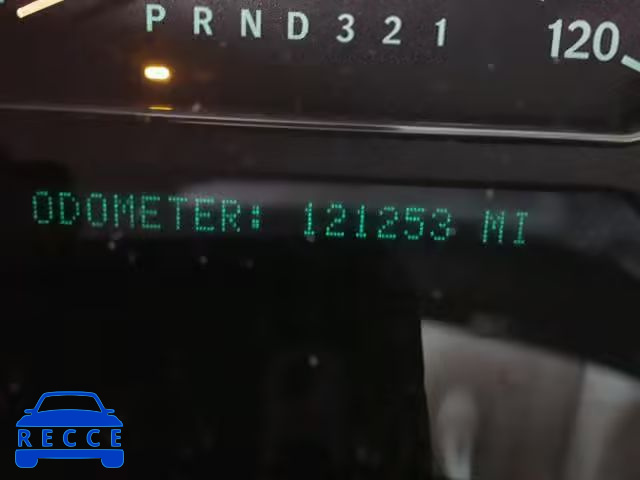 P R N D 3 2 1 120
ODOMETER: 121253 MI
RECCE